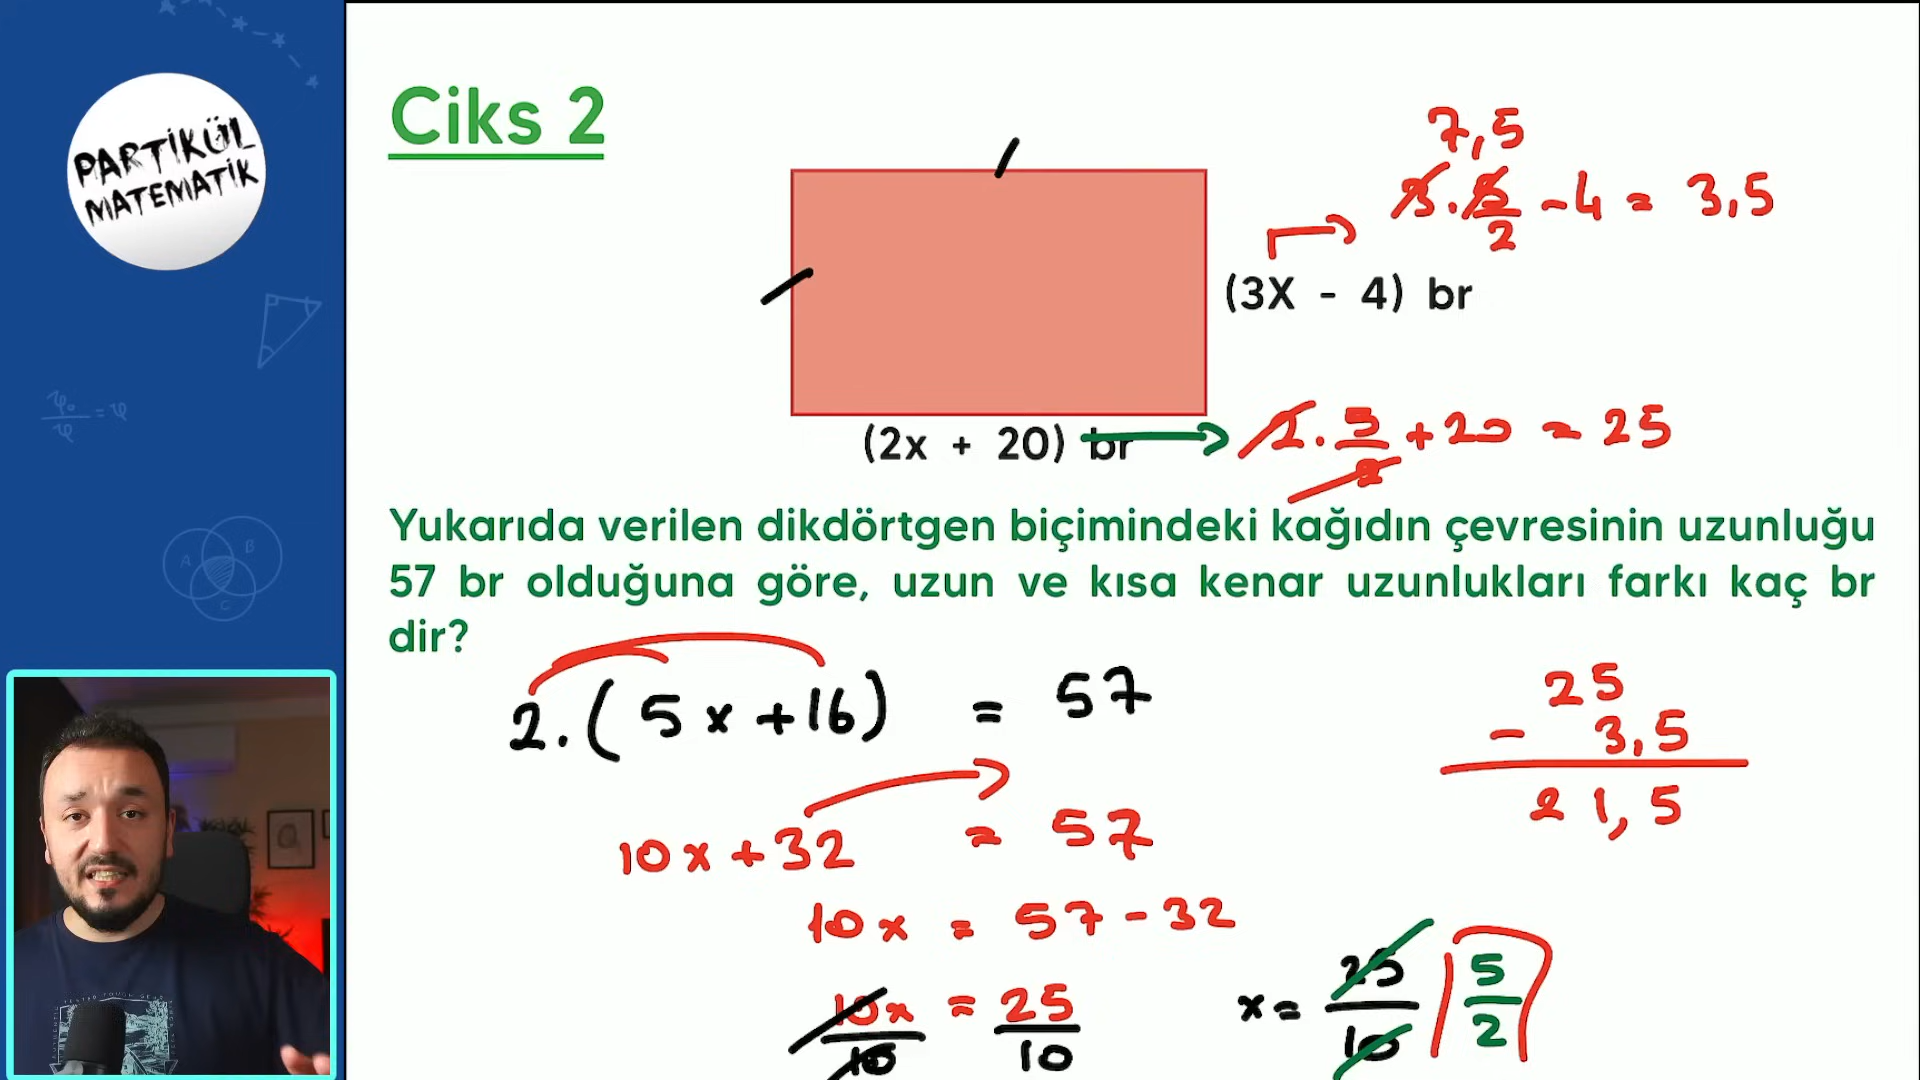 PARTİKÜL
MATEMATİK
Ciks 2
7,5
3.5/2 - 4 = 3,5
(3X - 4) br
(2x + 20) br
2.5/2 + 20 = 25
Yukarıda verilen dikdörtgen biçimindeki kağıdın çevresinin uzunluğu
57 br olduğuna göre, uzun ve kısa kenar uzunlukları farkı kaç br
dir?
2.(5x+16) = 57
25
- 3,5
21,5
10x+32 = 57
10x = 57-32
10x/10 = 25/10
x = 25/10 5/2
A
B
C